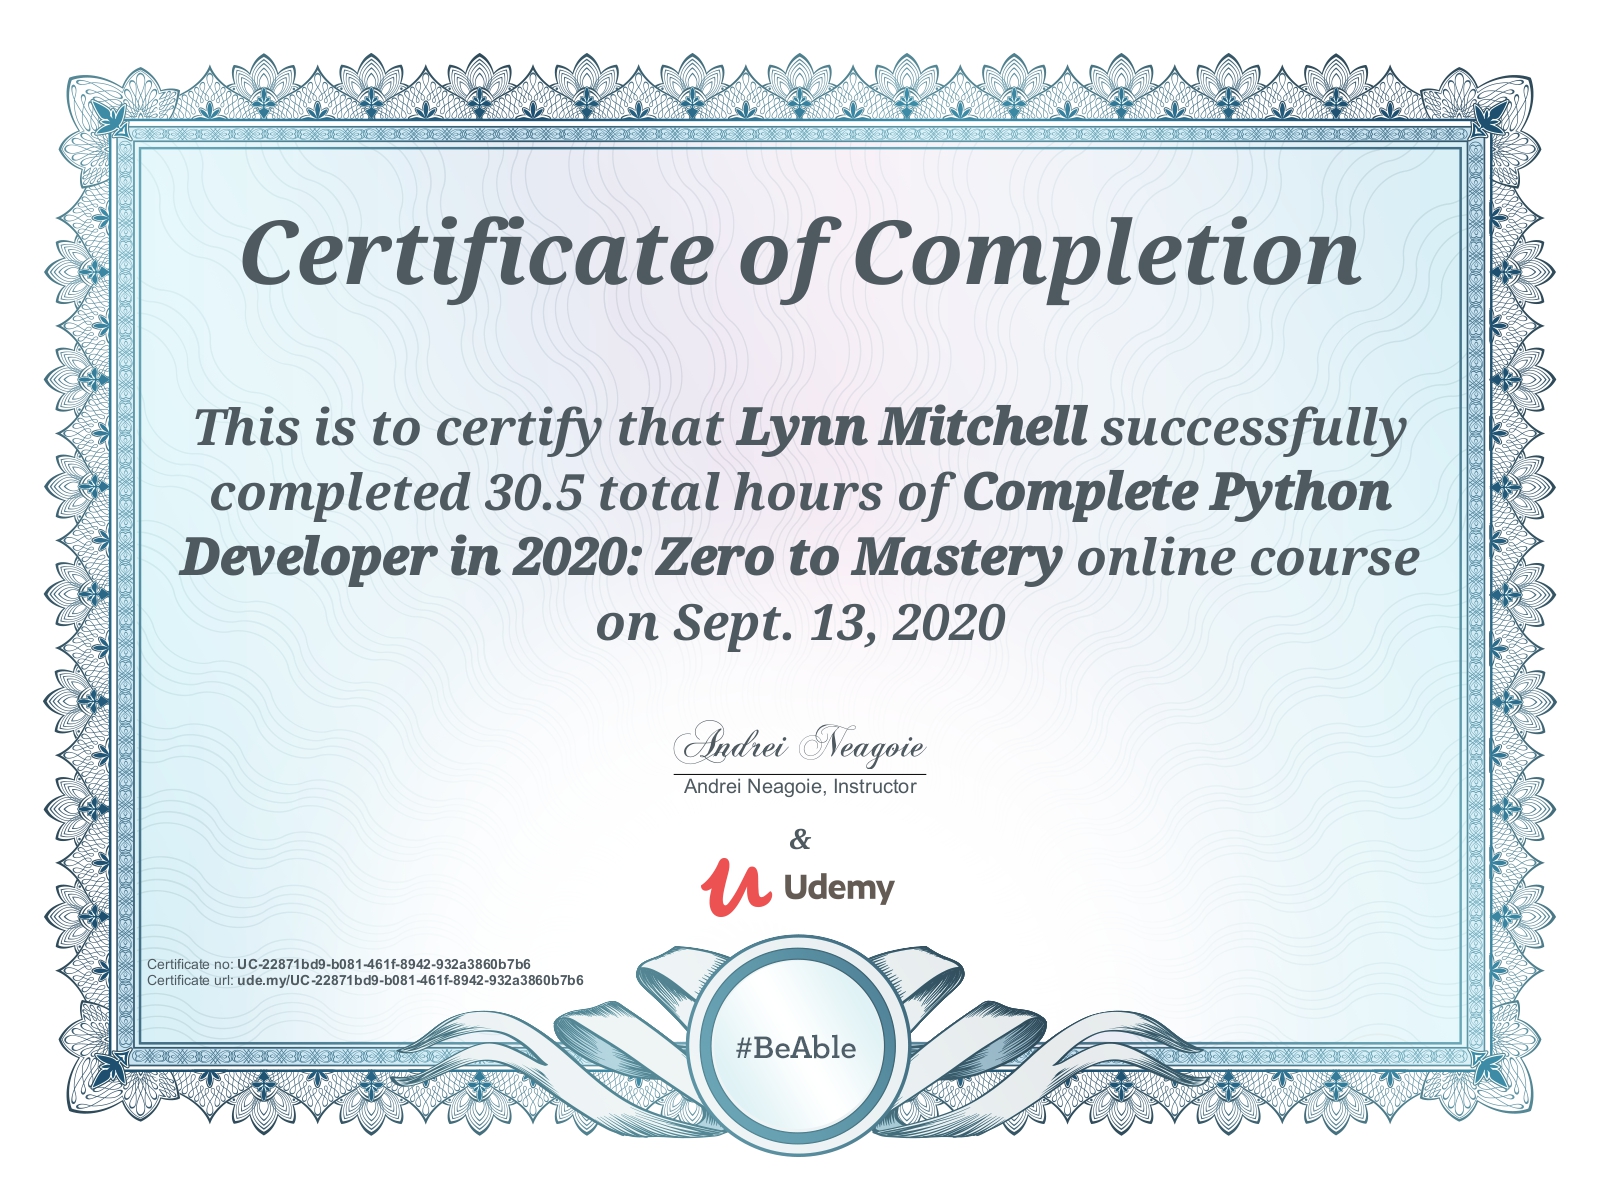 Certificate of Completion
This is to certify that Lynn Mitchell successfully
completed 30.5 total hours of Complete Python
Developer in 2020: Zero to Mastery online course
on Sept. 13, 2020
Andrei Neagoie
Andrei Neagoie, Instructor
&
Udemy
Certificate no: UC-22871bd9-b081-461f-8942-932a3860b7b6
Certificate url: ude.my/UC-22871bd9-b081-461f-8942-932a3860b7b6
#BeAble